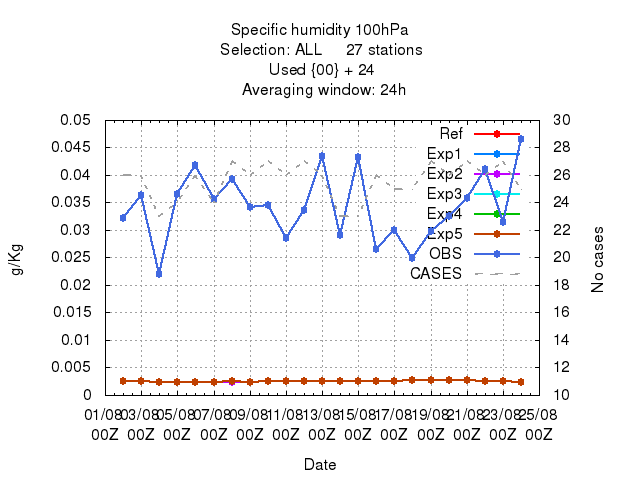 Specific humidity 100hPa
Selection: ALL 27 stations
Used {00} + 24
Averaging window: 24h
0.05 30
0.045 Ref 28
0.04 Exp1 26
0.035 Exp2 24
0.03 Exp3 22
0.025 Exp4 20
0.02 Exp5 18
0.015 OBS 16
0.01 CASES 14
0.005 12
0 10
g/Kg
No cases
01/08 03/08 05/08 07/08 09/08 11/08 13/08 15/08 17/08 19/08 21/08 23/08 25/08
00Z 00Z 00Z 00Z 00Z 00Z 00Z 00Z 00Z 00Z 00Z 00Z 00Z
Date